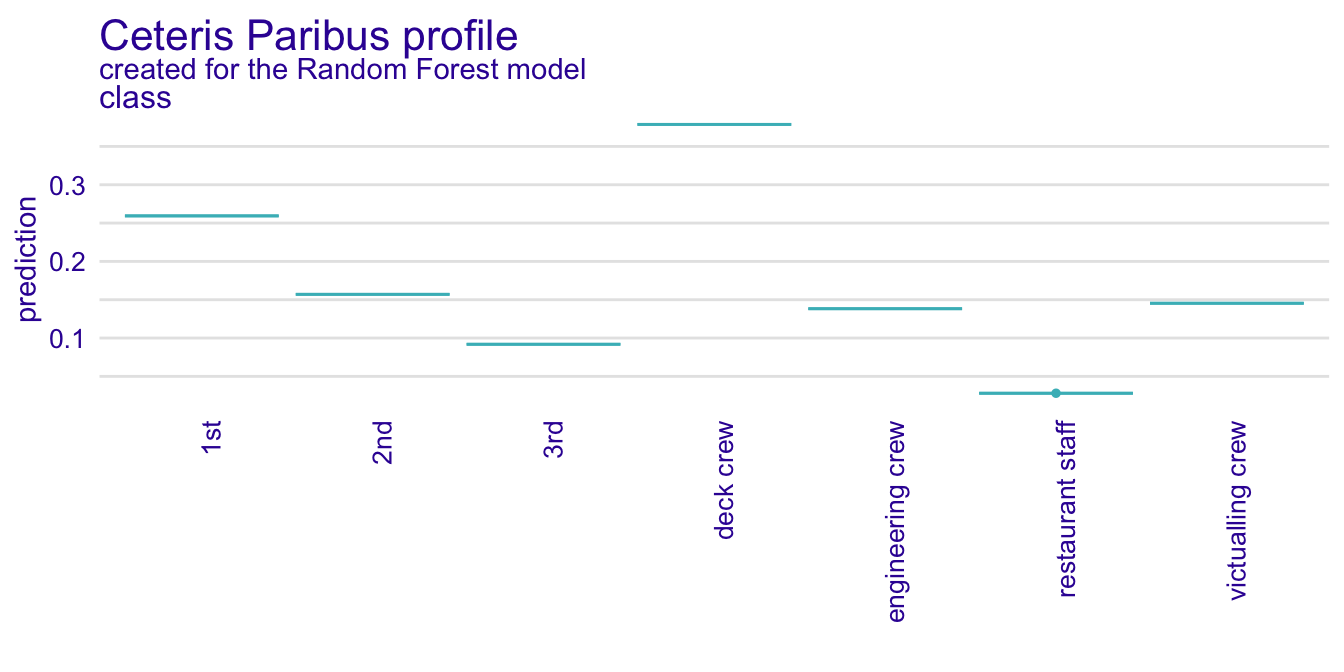 Ceteris Paribus profile
created for the Random Forest model
class
prediction
0.3
0.2
0.1
1st
2nd
3rd
deck crew
engineering crew
restaurant staff
victualling crew